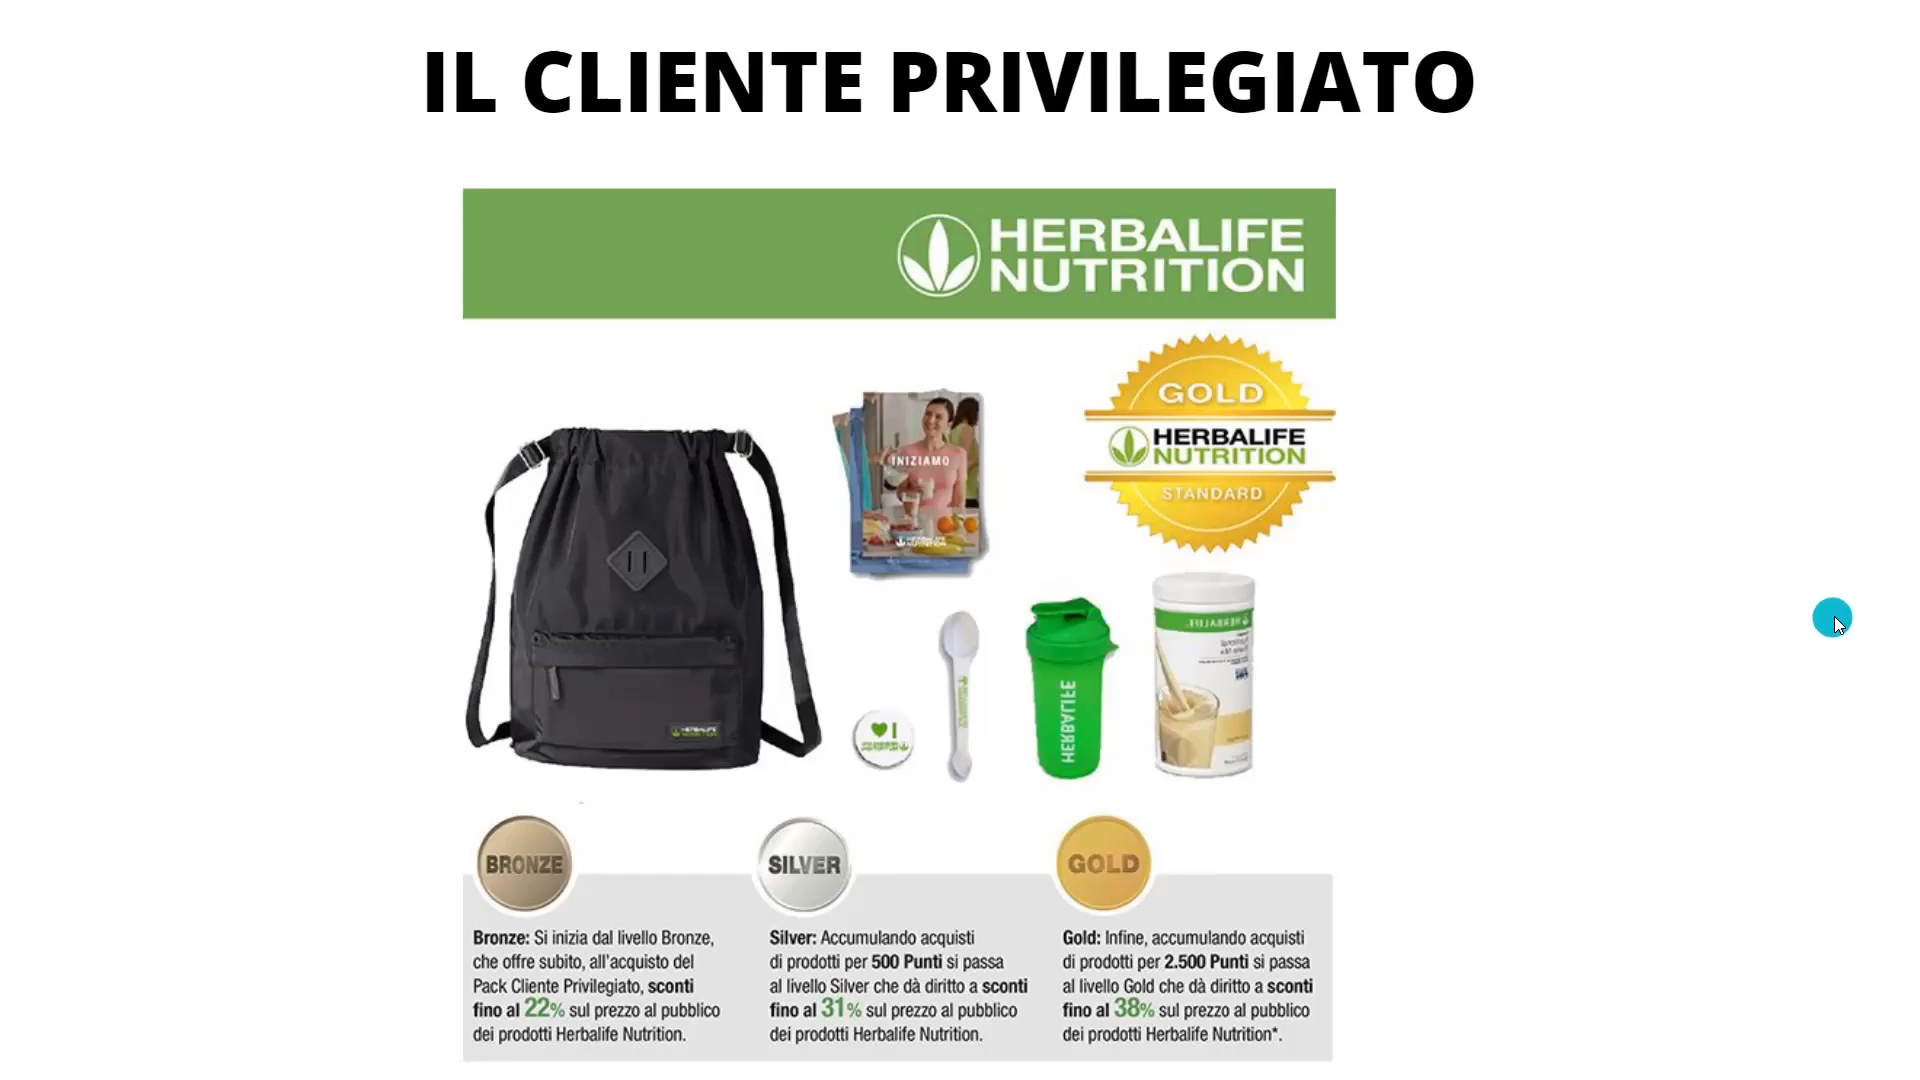 IL CLIENTE PRIVILEGIATO
HERBALIFE
NUTRITION
GOLD
HERBALIFE
NUTRITION
STANDARD
INIZIAMO
HERBALIFE
NUTRITION
HERBALIFE
I
HERBALIFE
HERBALIFE
BRONZE
SILVER
GOLD
Bronze: Si inizia dal livello Bronze,
che offre subito, all'acquisto del
Pack Cliente Privilegiato, sconti
fino al 22% sul prezzo al pubblico
dei prodotti Herbalife Nutrition.
Silver: Accumulando acquisti
di prodotti per 500 Punti si passa
al livello Silver che dà diritto a sconti
fino al 31% sul prezzo al pubblico
dei prodotti Herbalife Nutrition.
Gold: Infine, accumulando acquisti
di prodotti per 2.500 Punti si passa
al livello Gold che dà diritto a sconti
fino al 38% sul prezzo al pubblico
dei prodotti Herbalife Nutrition*.